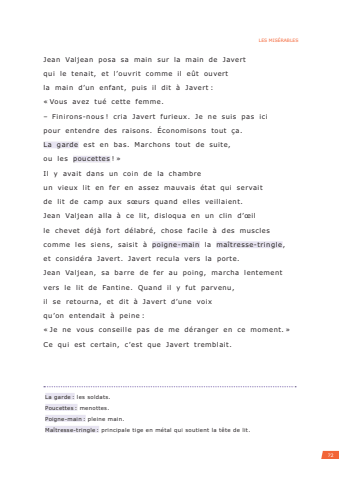 LES MISÉRABLES
Jean Valjean posa sa main sur la main de Javert
qui le tenait, et l'ouvrit comme il eût ouvert
la main d'un enfant, puis il dit à Javert :
« Vous avez tué cette femme.
– Finirons-nous ! cria Javert furieux. Je ne suis pas ici
pour entendre des raisons. Économisons tout ça.
La garde est en bas. Marchons tout de suite,
ou les poucettes ! »
Il y avait dans un coin de la chambre
un vieux lit en fer en assez mauvais état qui servait
de lit de camp aux sœurs quand elles veillaient.
Jean Valjean alla à ce lit, disloqua en un clin d'œil
le chevet déjà fort délabré, chose facile à des muscles
comme les siens, saisit à poigne-main la maîtresse-tringle,
et considéra Javert. Javert recula vers la porte.
Jean Valjean, sa barre de fer au poing, marcha lentement
vers le lit de Fantine. Quand il y fut parvenu,
il se retourna, et dit à Javert d'une voix
qu'on entendait à peine :
« Je ne vous conseille pas de me déranger en ce moment. »
Ce qui est certain, c'est que Javert tremblait.
La garde : les soldats.
Poucettes : menottes.
Poigne-main : pleine main.
Maîtresse-tringle : principale tige en métal qui soutient la tête de lit.
13